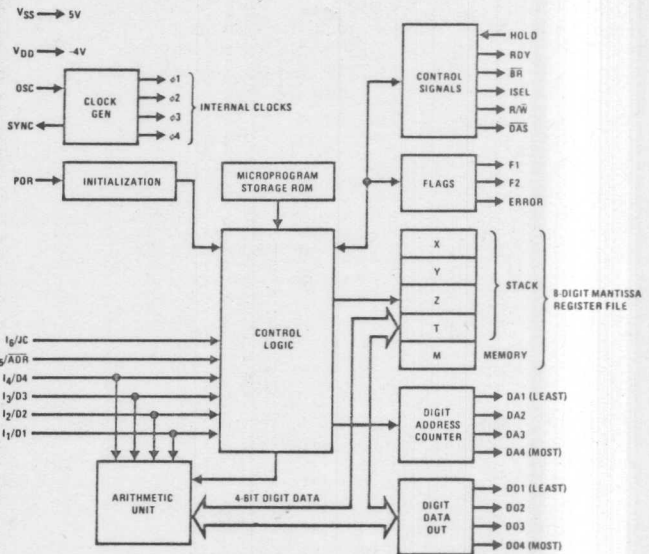 VSS → 5V
VDD → -4V
OSC
SYNC
CLOCK
GEN
φ1
φ2
φ3
φ4
INTERNAL CLOCKS
POR
INITIALIZATION
MICROPROGRAM
STORAGE ROM
CONTROL
SIGNALS
HOLD
RDY
B̅R̅
ISEL
R/W̅
D̅A̅S̅
FLAGS
F1
F2
ERROR
X
Y
Z
T
M
STACK
MEMORY
8-DIGIT MANTISSA
REGISTER FILE
CONTROL
LOGIC
I6/JC
5/A̅D̅R̅
I4/D4
I3/D3
I2/D2
I1/D1
DIGIT
ADDRESS
COUNTER
DA1 (LEAST)
DA2
DA3
DA4 (MOST)
ARITHMETIC
UNIT
4-BIT DIGIT DATA
DIGIT
DATA
OUT
DO1 (LEAST)
DO2
DO3
DO4 (MOST)